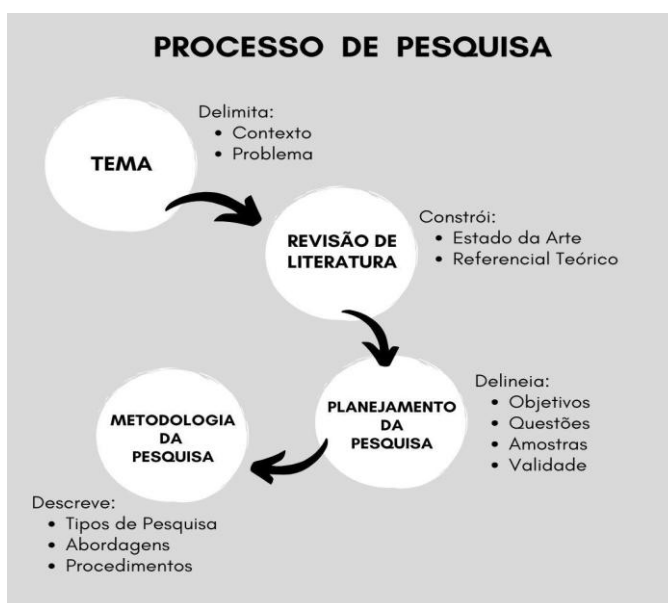 PROCESSO DE PESQUISA
TEMA
Delimita:
• Contexto
• Problema
REVISÃO DE
LITERATURA
Constrói:
• Estado da Arte
• Referencial Teórico
PLANEJAMENTO
DA
PESQUISA
Delineia:
• Objetivos
• Questões
• Amostras
• Validade
METODOLOGIA
DA
PESQUISA
Descreve:
• Tipos de Pesquisa
• Abordagens
• Procedimentos